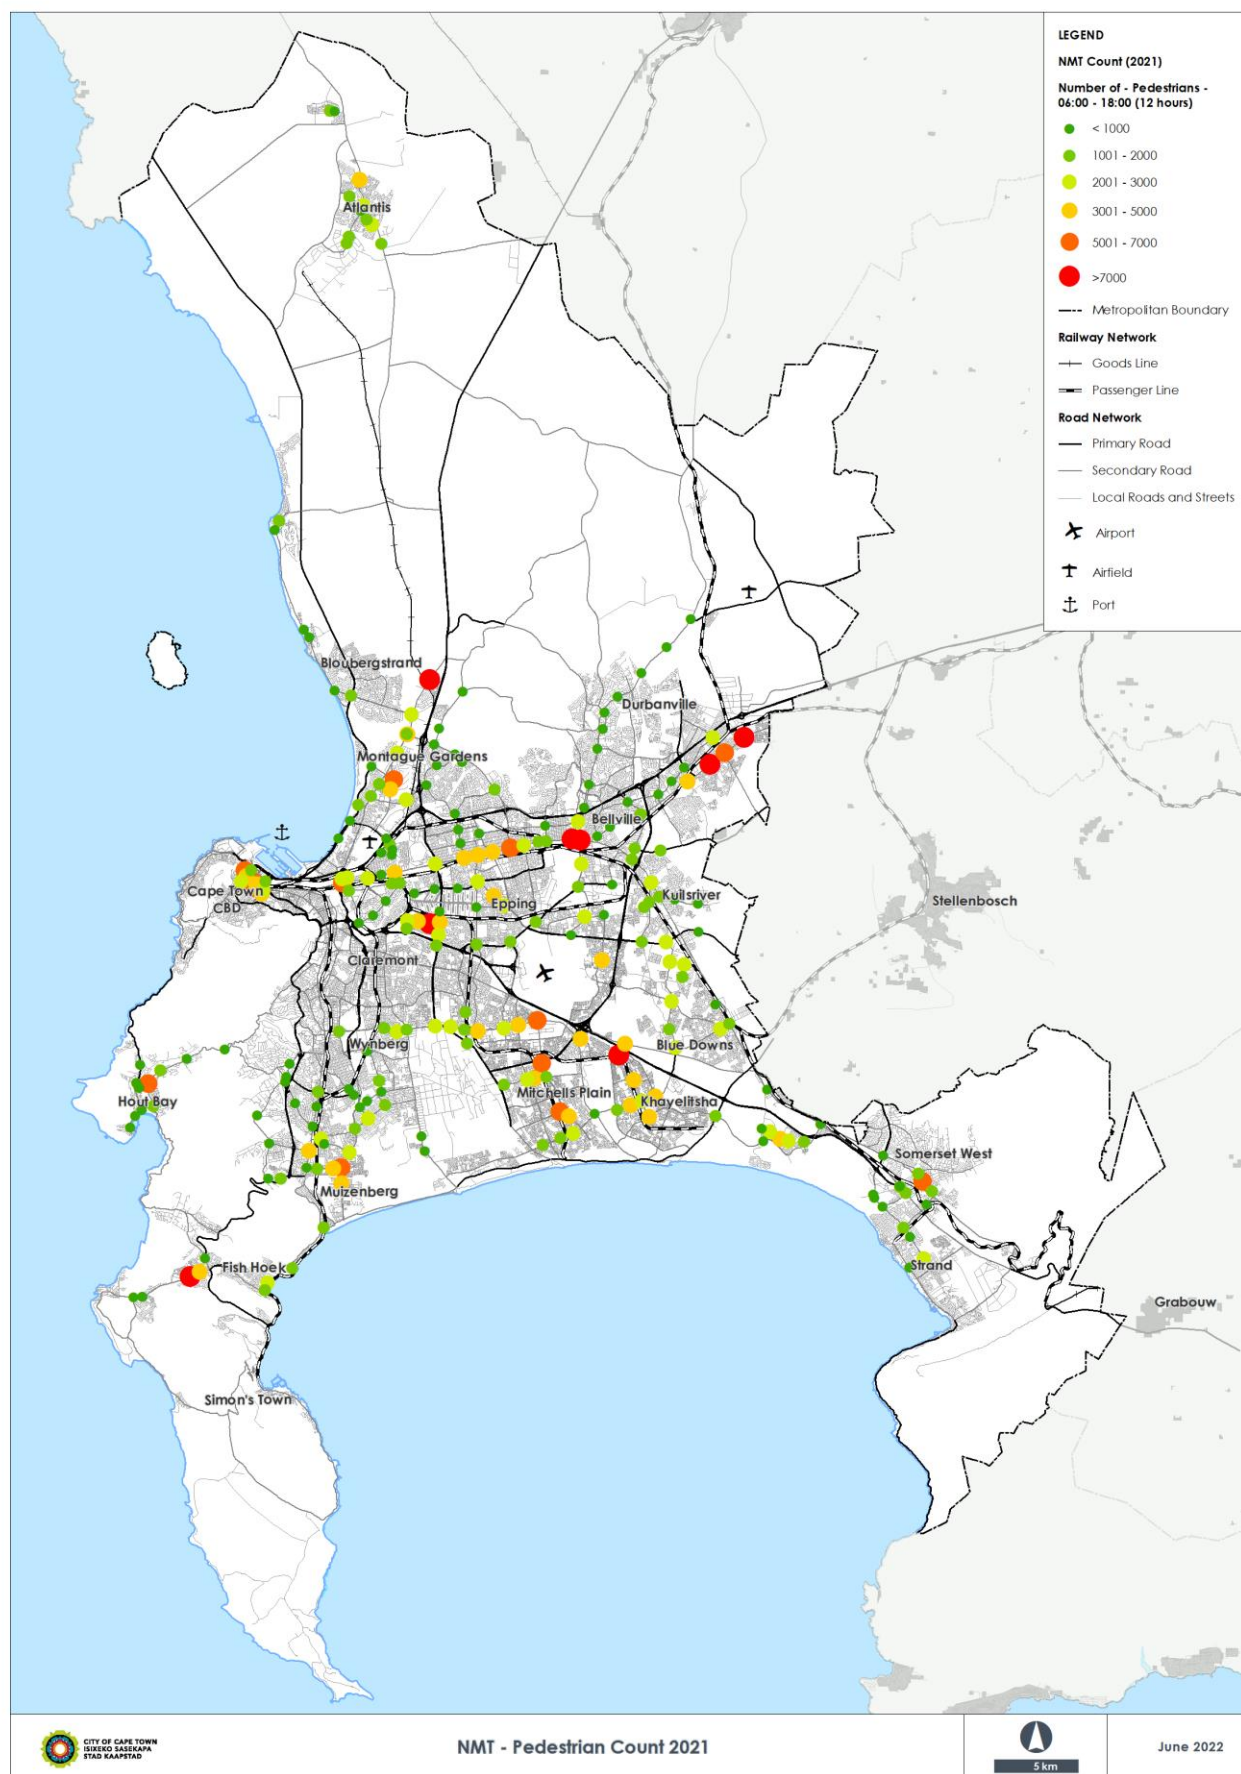 LEGEND
NMT Count (2021)
Number of - Pedestrians -
06:00 - 18:00 (12 hours)
< 1000
1001 - 2000
2001 - 3000
3001 - 5000
5001 - 7000
>7000
Metropolitan Boundary
Railway Network
Goods Line
Passenger Line
Road Network
Primary Road
Secondary Road
Local Roads and Streets
Airport
Airfield
Port
Atlantis
Bloubergstrand
Durbanville
Montague Gardens
Bellville
Cape Town
CBD
Epping
Kuilsriver
Stellenbosch
Claremont
Wynberg
Blue Downs
Mitchells Plain
Khayelitsha
Hout Bay
Somerset West
Muizenberg
Fish Hoek
Strand
Grabouw
Simon's Town
CITY OF CAPE TOWN
ISIXEKO SASEKAPA
STAD KAAPSTAD
NMT - Pedestrian Count 2021
5 km
June 2022